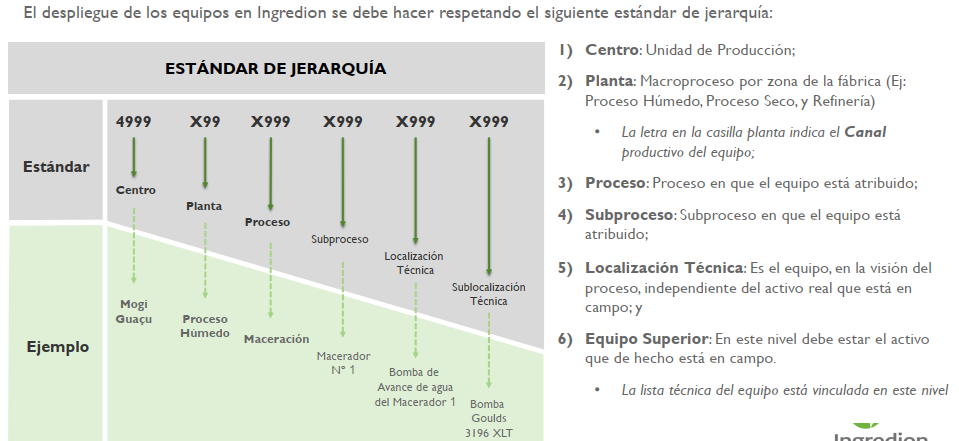 El despliegue de los equipos en Ingredion se debe hacer respetando el siguiente estándar de jerarquía:
ESTÁNDAR DE JERARQUÍA
Estándar
4999 X99 X999 X999 X999 X999
Centro
Planta
Proceso
Subproceso
Localización
Técnica
Sublocalización
Técnica
Ejemplo
Mogi
Guaçu
Proceso
Húmedo
Maceración
Macerador
N° 1
Bomba de
Avance de agua
del Macerador 1
Bomba
Goulds
3196 XLT
1) Centro: Unidad de Producción;
2) Planta: Macroproceso por zona de la fábrica (Ej:
Proceso Húmedo, Proceso Seco, y Refinería)
• La letra en la casilla planta indica el Canal
productivo del equipo;
3) Proceso: Proceso en que el equipo está atribuido;
4) Subproceso: Subproceso en que el equipo está
atribuido;
5) Localización Técnica: Es el equipo, en la visión del
proceso, independiente del activo real que está en
campo; y
6) Equipo Superior: En este nivel debe estar el activo
que de hecho está en campo.
• La lista técnica del equipo está vinculada en este nivel
Ingredion